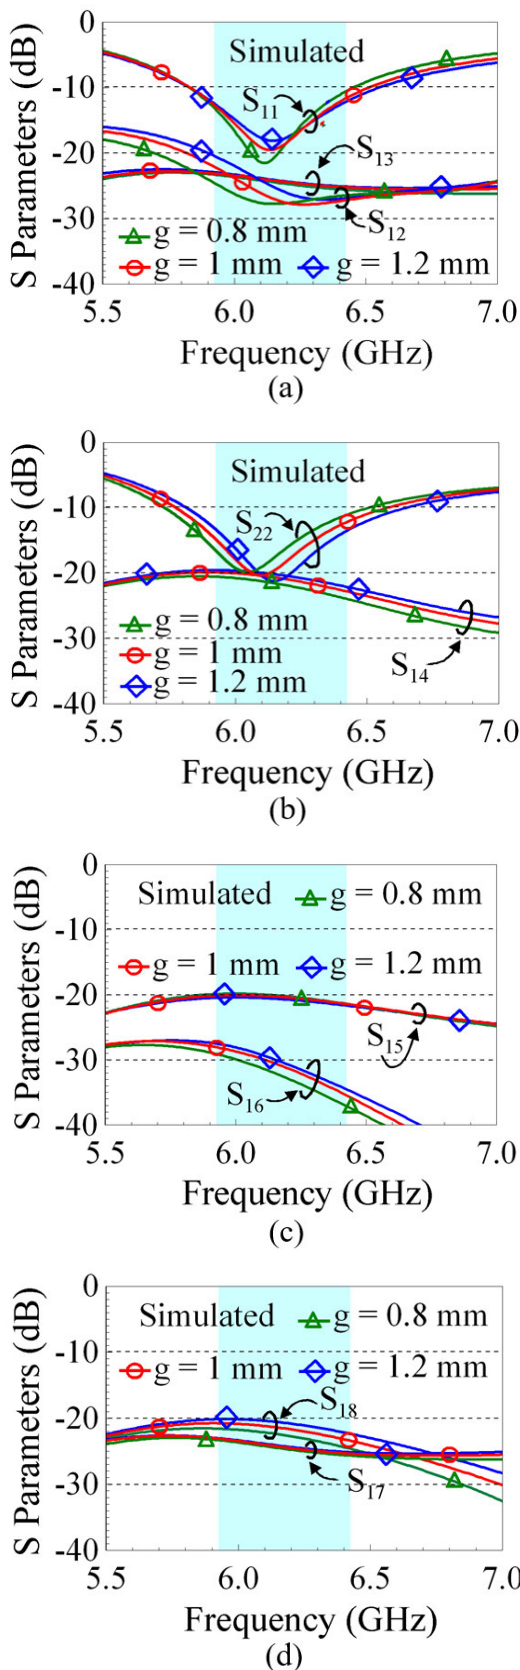 S Parameters (dB)
0
-10
-20
-30
-40
Simulated
S11
S13
S12
g = 0.8 mm
g = 1 mm g = 1.2 mm
5.5 6.0 6.5 7.0
Frequency (GHz)
(a)
S Parameters (dB)
0
-10
-20
-30
-40
Simulated
S22
g = 0.8 mm
g = 1 mm
g = 1.2 mm
S14
5.5 6.0 6.5 7.0
Frequency (GHz)
(b)
S Parameters (dB)
0
-10
-20
-30
-40
Simulated g = 0.8 mm
g = 1 mm g = 1.2 mm
S15
S16
5.5 6.0 6.5 7.0
Frequency (GHz)
(c)
S Parameters (dB)
0
-10
-20
-30
-40
Simulated g = 0.8 mm
g = 1 mm g = 1.2 mm
S18
S17
5.5 6.0 6.5 7.0
Frequency (GHz)
(d)